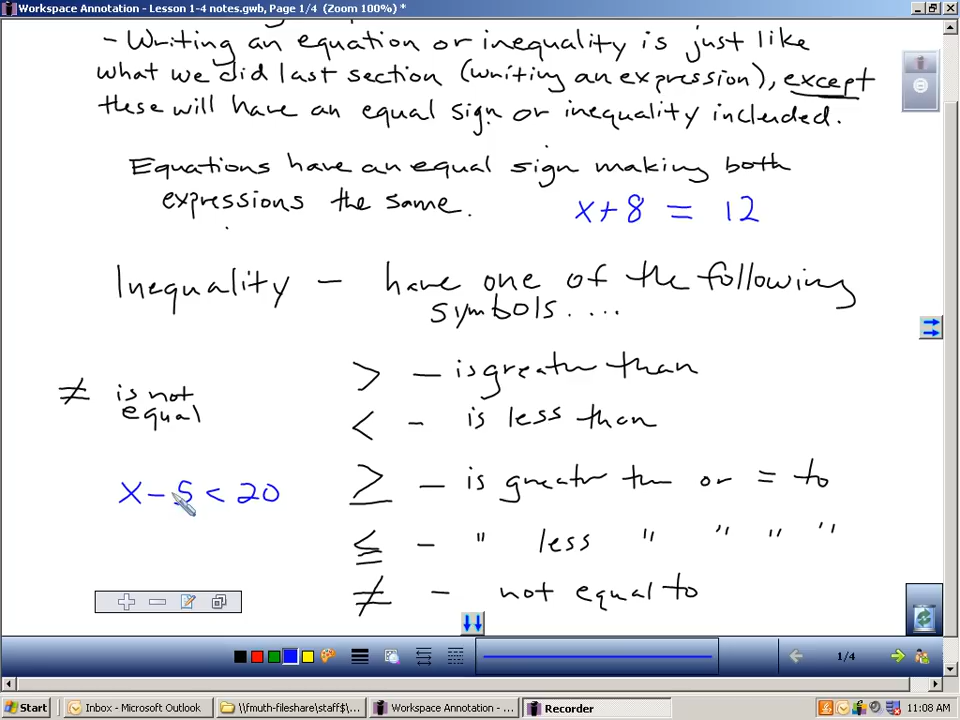 Workspace Annotation - Lesson 1-4 notes.gwb, Page 1/4 (Zoom 100%) *
- Writing an equation or inequality is just like
what we did last section (writing an expression), except
these will have an equal sign or inequality included.
Equations have an equal sign making both
expressions the same.
x+8 = 12
Inequality - have one of the following
symbols....
> - is greater than
≠ is not
equal
< - is less than
≥ - is greater than or = to
x-5<20
≤ - " less " " " "
≠ - not equal to
1/4
Start
Inbox - Microsoft Outlook
\\fmuth-fileshare\staff$\...
Workspace Annotation - ...
Recorder
11:08 AM